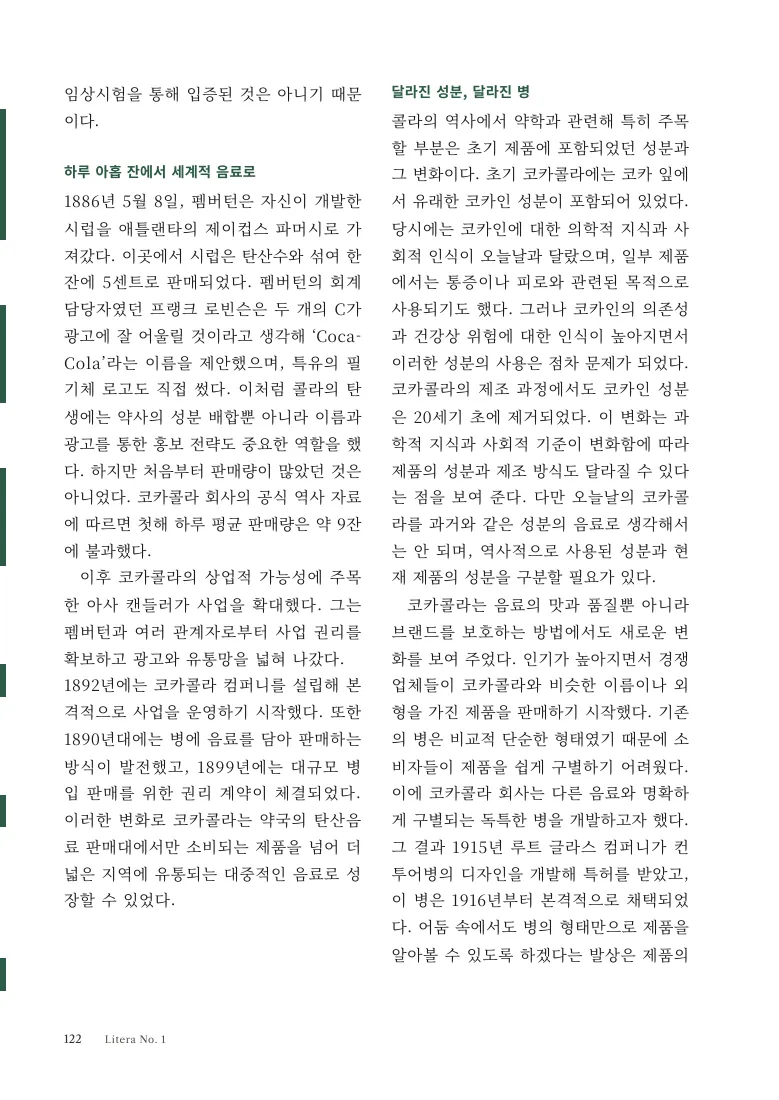 임상시험을 통해 입증된 것은 아니기 때문
이다.
하루 아홉 잔에서 세계적 음료로
1886년 5월 8일, 펨버턴은 자신이 개발한
시럽을 애틀랜타의 제이컵스 파머시로 가
져갔다. 이곳에서 시럽은 탄산수와 섞여 한
잔에 5센트로 판매되었다. 펨버턴의 회계
담당자였던 프랭크 로빈슨은 두 개의 C가
광고에 잘 어울릴 것이라고 생각해 ‘Coca-
Cola’라는 이름을 제안했으며, 특유의 필
기체 로고도 직접 썼다. 이처럼 콜라의 탄
생에는 약사의 성분 배합뿐 아니라 이름과
광고를 통한 홍보 전략도 중요한 역할을 했
다. 하지만 처음부터 판매량이 많았던 것은
아니었다. 코카콜라 회사의 공식 역사 자료
에 따르면 첫해 하루 평균 판매량은 약 9잔
에 불과했다.
이후 코카콜라의 상업적 가능성에 주목
한 아사 캔들러가 사업을 확대했다. 그는
펨버턴과 여러 관계자로부터 사업 권리를
확보하고 광고와 유통망을 넓혀 나갔다.
1892년에는 코카콜라 컴퍼니를 설립해 본
격적으로 사업을 운영하기 시작했다. 또한
1890년대에는 병에 음료를 담아 판매하는
방식이 발전했고, 1899년에는 대규모 병
입 판매를 위한 권리 계약이 체결되었다.
이러한 변화로 코카콜라는 약국의 탄산음
료 판매대에서만 소비되는 제품을 넘어 더
넓은 지역에 유통되는 대중적인 음료로 성
장할 수 있었다.
달라진 성분, 달라진 병
콜라의 역사에서 약학과 관련해 특히 주목
할 부분은 초기 제품에 포함되었던 성분과
그 변화이다. 초기 코카콜라에는 코카 잎에
서 유래한 코카인 성분이 포함되어 있었다.
당시에는 코카인에 대한 의학적 지식과 사
회적 인식이 오늘날과 달랐으며, 일부 제품
에서는 통증이나 피로와 관련된 목적으로
사용되기도 했다. 그러나 코카인의 의존성
과 건강상 위험에 대한 인식이 높아지면서
이러한 성분의 사용은 점차 문제가 되었다.
코카콜라의 제조 과정에서도 코카인 성분
은 20세기 초에 제거되었다. 이 변화는 과
학적 지식과 사회적 기준이 변화함에 따라
제품의 성분과 제조 방식도 달라질 수 있다
는 점을 보여 준다. 다만 오늘날의 코카콜
라를 과거와 같은 성분의 음료로 생각해서
는 안 되며, 역사적으로 사용된 성분과 현
재 제품의 성분을 구분할 필요가 있다.
코카콜라는 음료의 맛과 품질뿐 아니라
브랜드를 보호하는 방법에서도 새로운 변
화를 보여 주었다. 인기가 높아지면서 경쟁
업체들이 코카콜라와 비슷한 이름이나 외
형을 가진 제품을 판매하기 시작했다. 기존
의 병은 비교적 단순한 형태였기 때문에 소
비자들이 제품을 쉽게 구별하기 어려웠다.
이에 코카콜라 회사는 다른 음료와 명확하
게 구별되는 독특한 병을 개발하고자 했다.
그 결과 1915년 루트 글라스 컴퍼니가 컨
투어병의 디자인을 개발해 특허를 받았고,
이 병은 1916년부터 본격적으로 채택되었
다. 어둠 속에서도 병의 형태만으로 제품을
알아볼 수 있도록 하겠다는 발상은 제품의
122 Litera No. 1